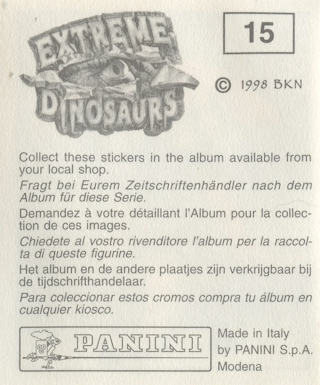 EXTREME
DINOSAURS
15
© 1998 BKN
Collect these stickers in the album available from
your local shop.
Fragt bei Eurem Zeitschriftenhändler nach dem
Album für diese Serie.
Demandez à votre détaillant l'Album pour la collec-
tion de ces images.
Chiedete al vostro rivenditore l'album per la raccol-
ta di queste figurine.
Het album en de andere plaatjes zijn verkrijgbaar bij
de tijdschrifthandelaar.
Para coleccionar estos cromos compra tu álbum en
cualquier kiosco.
PANINI
Made in Italy
by PANINI S.p.A.
Modena